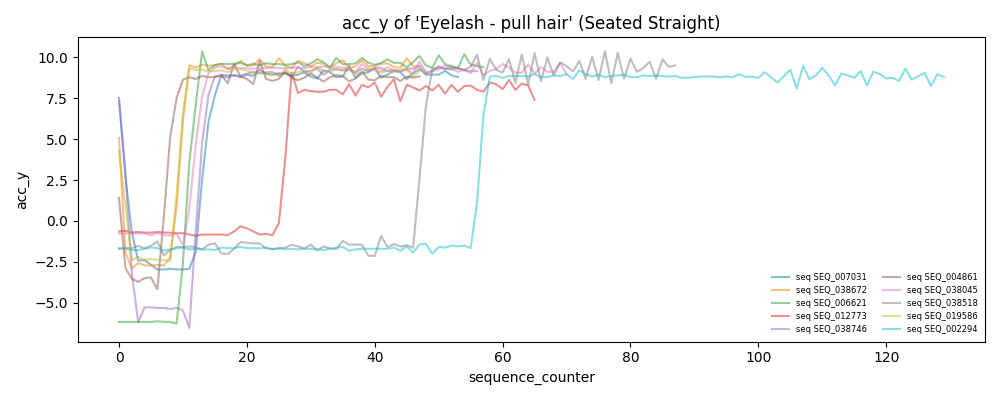 acc_y of 'Eyelash - pull hair' (Seated Straight)
acc_y
10.0
7.5
5.0
2.5
0.0
−2.5
−5.0
0 20 40 60 80 100 120
sequence_counter
seq SEQ_007031
seq SEQ_038672
seq SEQ_006621
seq SEQ_012773
seq SEQ_038746
seq SEQ_004861
seq SEQ_038045
seq SEQ_038518
seq SEQ_019586
seq SEQ_002294